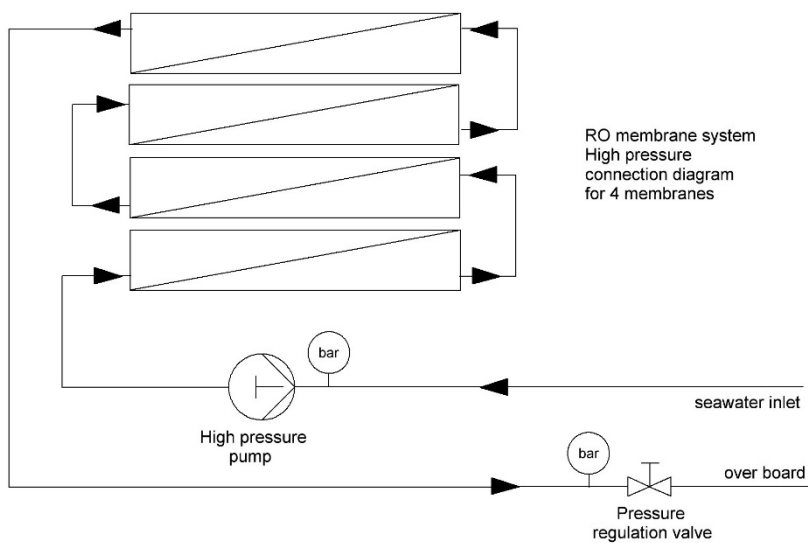 RO membrane system
High pressure
connection diagram
for 4 membranes
bar
seawater inlet
High pressure
pump
bar
over board
Pressure
regulation valve